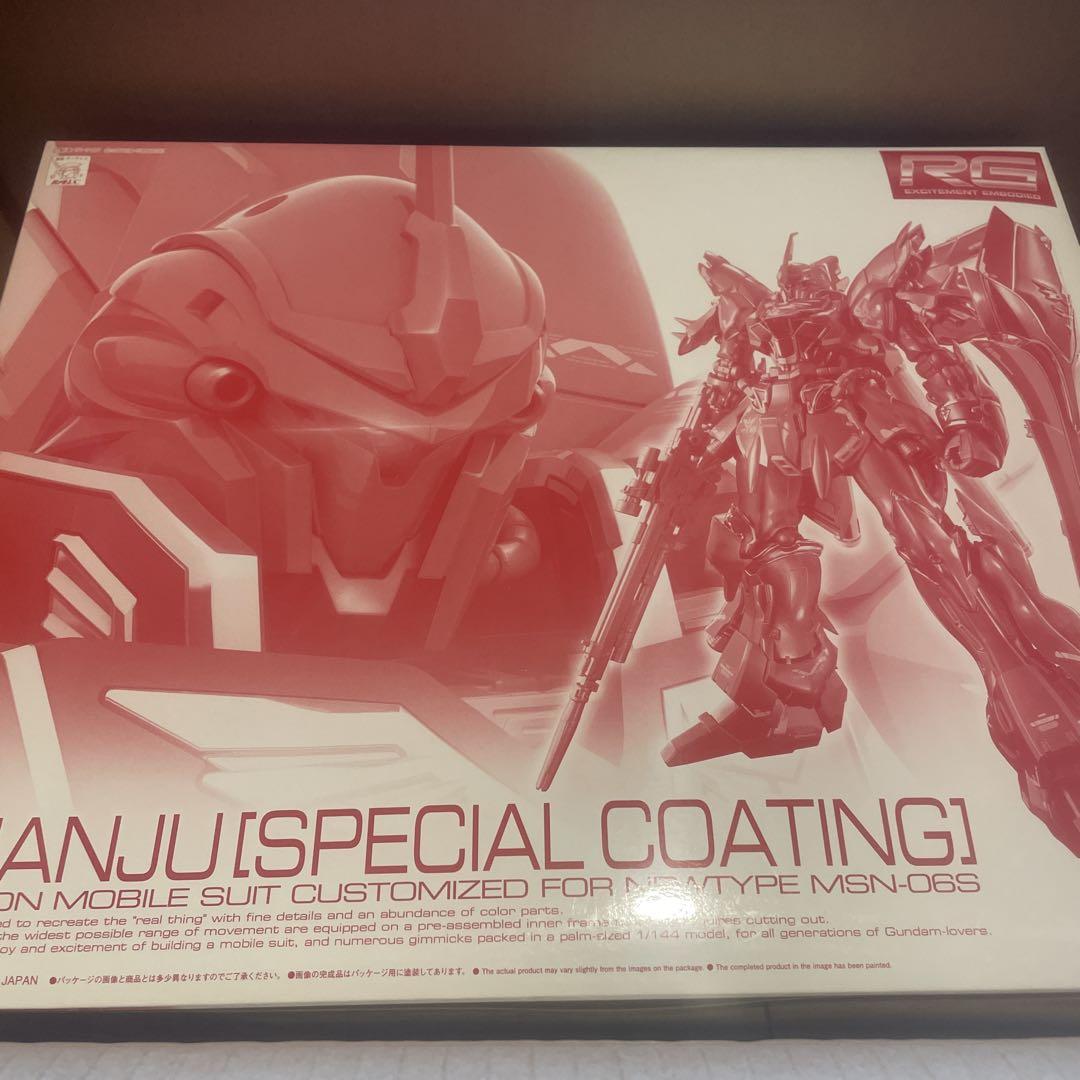 RG
EXCITEMENT EMBODIED
ANJU[SPECIAL COATING]
ON MOBILE SUIT CUSTOMIZED FOR NEWTYPE MSN-06S
ed to recreate the "real thing" with fine details and an abundance of color parts.
the widest possible range of movement are equipped on a pre-assembled inner frame cutting out.
oy and excitement of building a mobile suit, and numerous gimmicks packed in a palm-sized 1/144 model, for all generations of Gundam-lovers.
JAPAN ●パッケージの画像と商品とは多少異なりますのでご了承ください。 ●画像の完成品はパッケージ用に塗装してあります。 ● The actual product may vary slightly from the images on the package. ● The completed product in the image has been painted.